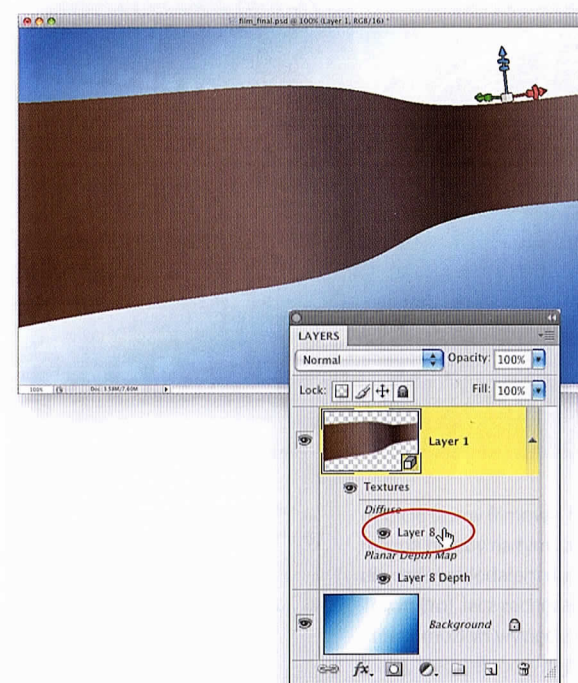 film_final.psd @ 100% (Layer 1, RGB/16) *
100%
Doc: 1.58M/7.60M
LAYERS
Normal
Opacity: 100%
Lock:
Fill: 100%
Layer 1
Textures
Diffuse
Layer 8
Planar Depth Map
Layer 8 Depth
Background
fx.